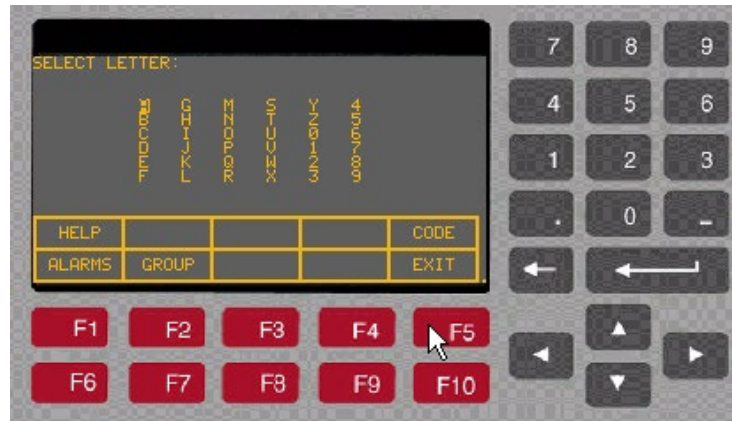 SELECT LETTER:
A G M S Y 4
B H N T Z 5
C I O U 0 6
D J P V 1 7
E K Q W 2 8
F L R X 3 9
HELP CODE
ALARMS GROUP EXIT
F1 F2 F3 F4 F5
F6 F7 F8 F9 F10
7 8 9
4 5 6
1 2 3
. 0 -